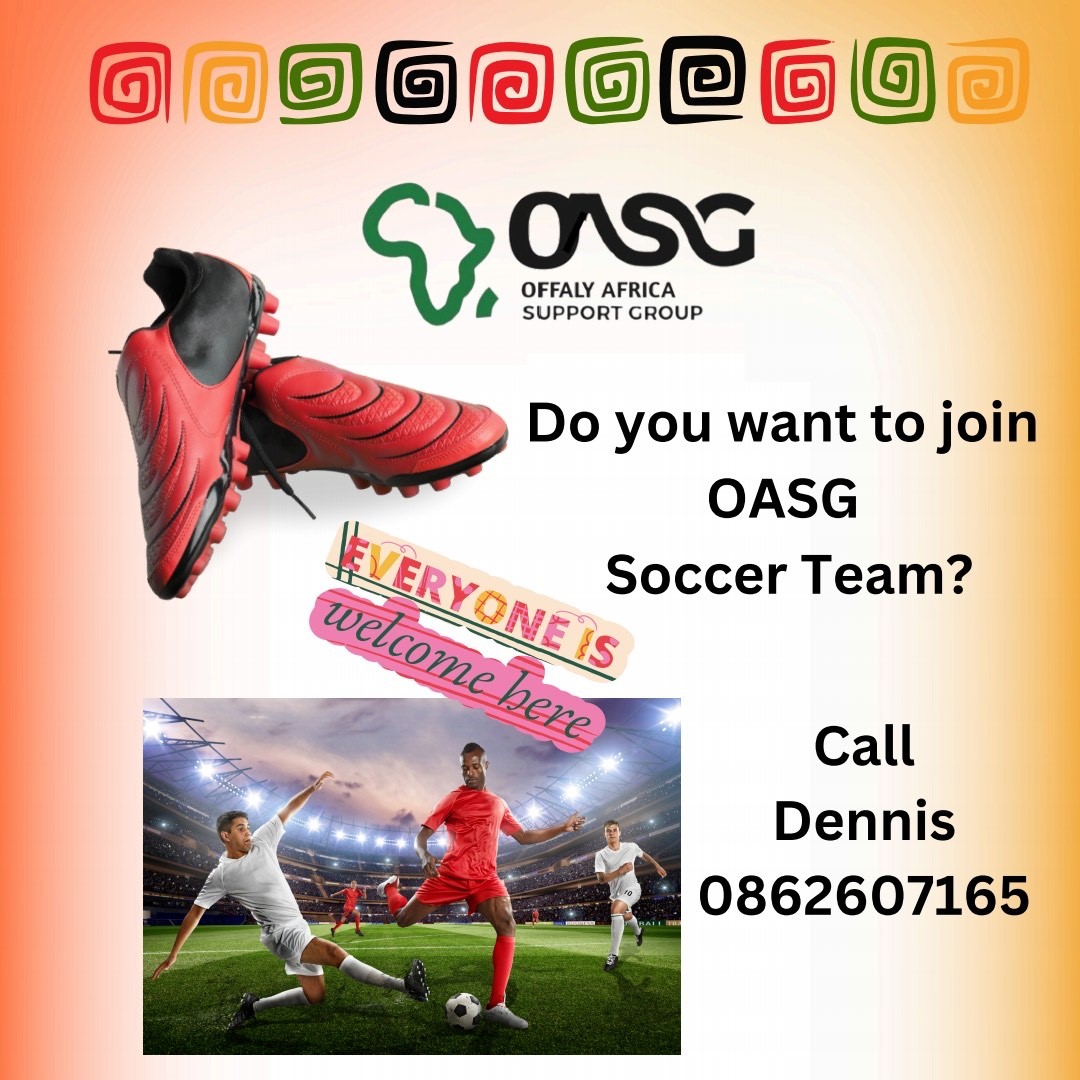 OASG
OFFALY AFRICA
SUPPORT GROUP
Do you want to join
OASG
Soccer Team?
EVERYONE IS
welcome here
Call
Dennis
0862607165
10